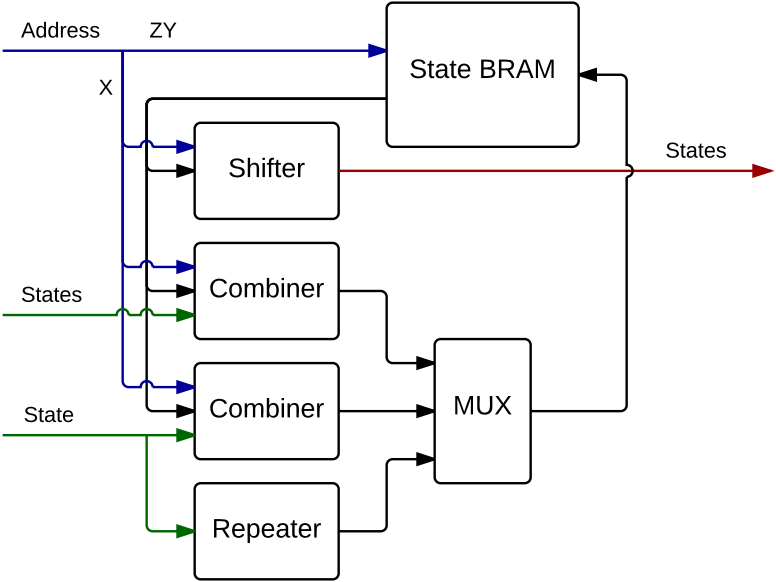 Address
ZY
State BRAM
X
Shifter
States
States
Combiner
State
Combiner
MUX
Repeater